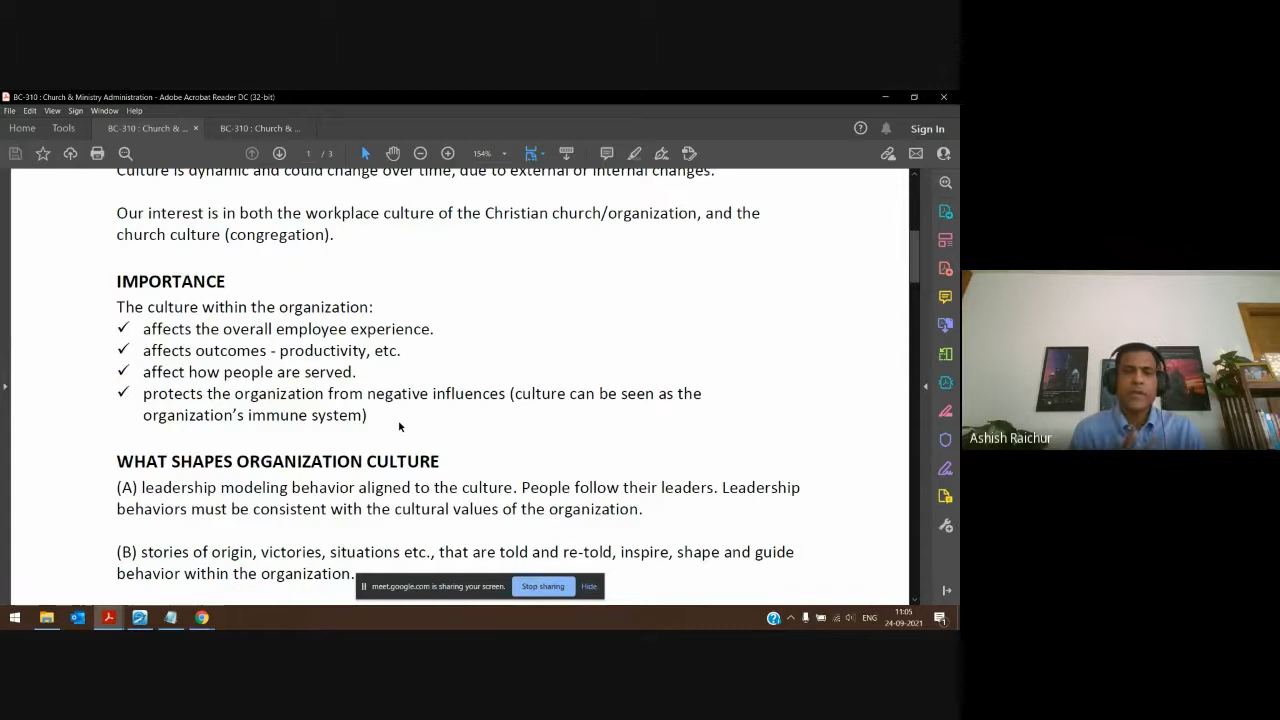 BC-310 : Church & Ministry Administration - Adobe Acrobat Reader DC (32-bit)
File Edit View Sign Window Help
Home Tools BC-310 : Church & ... × BC-310 : Church & ... Sign In
1 / 3 154%
Culture is dynamic and could change over time, due to external or internal changes.
Our interest is in both the workplace culture of the Christian church/organization, and the
church culture (congregation).
IMPORTANCE
The culture within the organization:
✓ affects the overall employee experience.
✓ affects outcomes - productivity, etc.
✓ affect how people are served.
✓ protects the organization from negative influences (culture can be seen as the
organization’s immune system)
WHAT SHAPES ORGANIZATION CULTURE
(A) leadership modeling behavior aligned to the culture. People follow their leaders. Leadership
behaviors must be consistent with the cultural values of the organization.
(B) stories of origin, victories, situations etc., that are told and re-told, inspire, shape and guide
behavior within the organization.
meet.google.com is sharing your screen. Stop sharing Hide
ENG
11:05
24-09-2021
Ashish Raichur